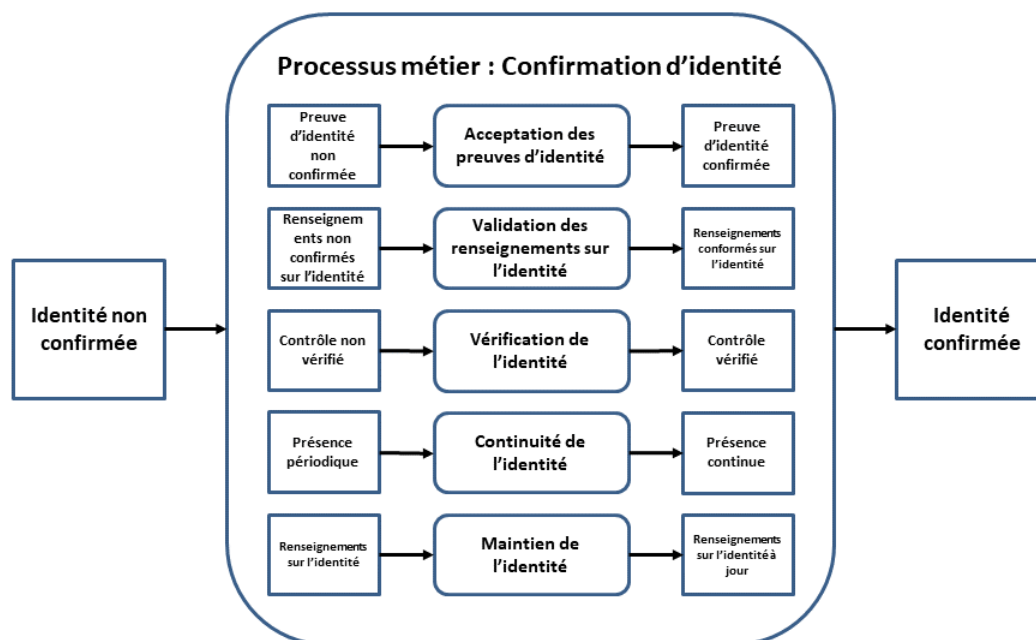 Processus métier : Confirmation d'identité
Preuve
d'identité
non
confirmée
Acceptation des
preuves d'identité
Preuve
d'identité
confirmée
Renseignem
ents non
confirmés
sur l'identité
Validation des
renseignements sur
l'identité
Renseignements
conformés sur
l'identité
Identité non
confirmée
Contrôle non
vérifié
Vérification de
l'identité
Contrôle
vérifié
Identité
confirmée
Présence
périodique
Continuité de
l'identité
Présence
continue
Renseignements
sur l'identité
Maintien de
l'identité
Renseignements
sur l'identité à
jour